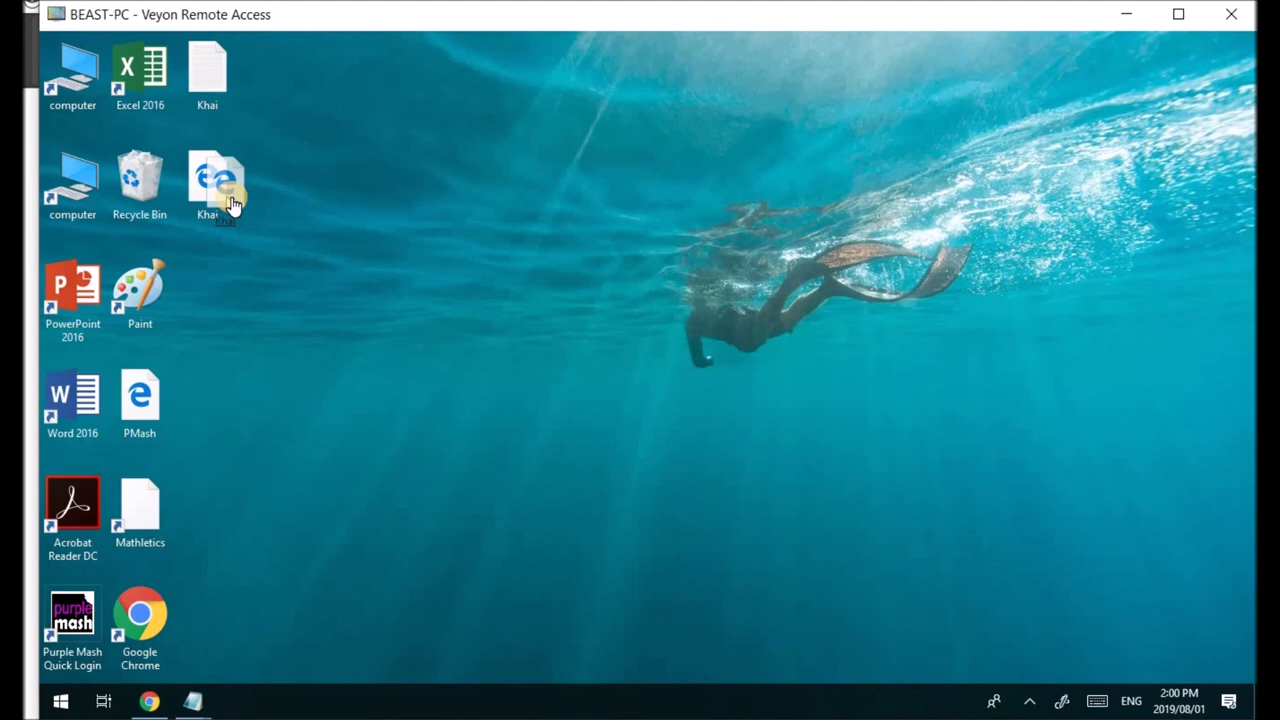 BEAST-PC - Veyon Remote Access
computer
Excel 2016
Khai
computer
Recycle Bin
Khai
Khai
PowerPoint
2016
Paint
Word 2016
PMash
Acrobat
Reader DC
Mathletics
purple
mash
Purple Mash
Quick Login
Google
Chrome
ENG
2:00 PM
2019/08/01